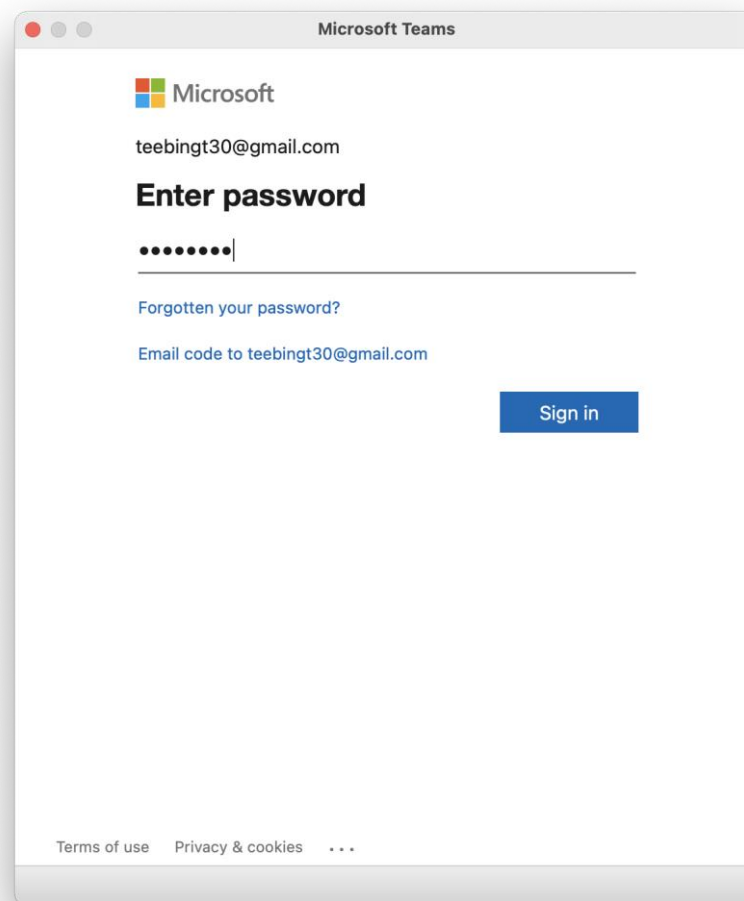 Microsoft Teams
Microsoft
teebingt30@gmail.com
Enter password
••••••••
Forgotten your password?
Email code to teebingt30@gmail.com
Sign in
Terms of use Privacy & cookies ...